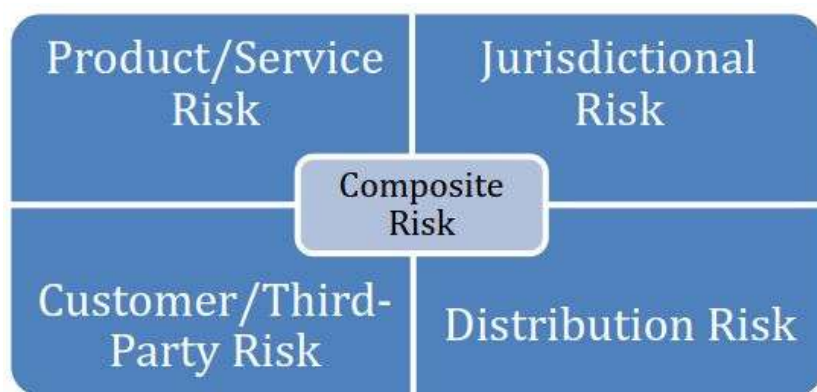 Product/Service
Risk
Jurisdictional
Risk
Composite
Risk
Customer/Third-
Party Risk
Distribution Risk